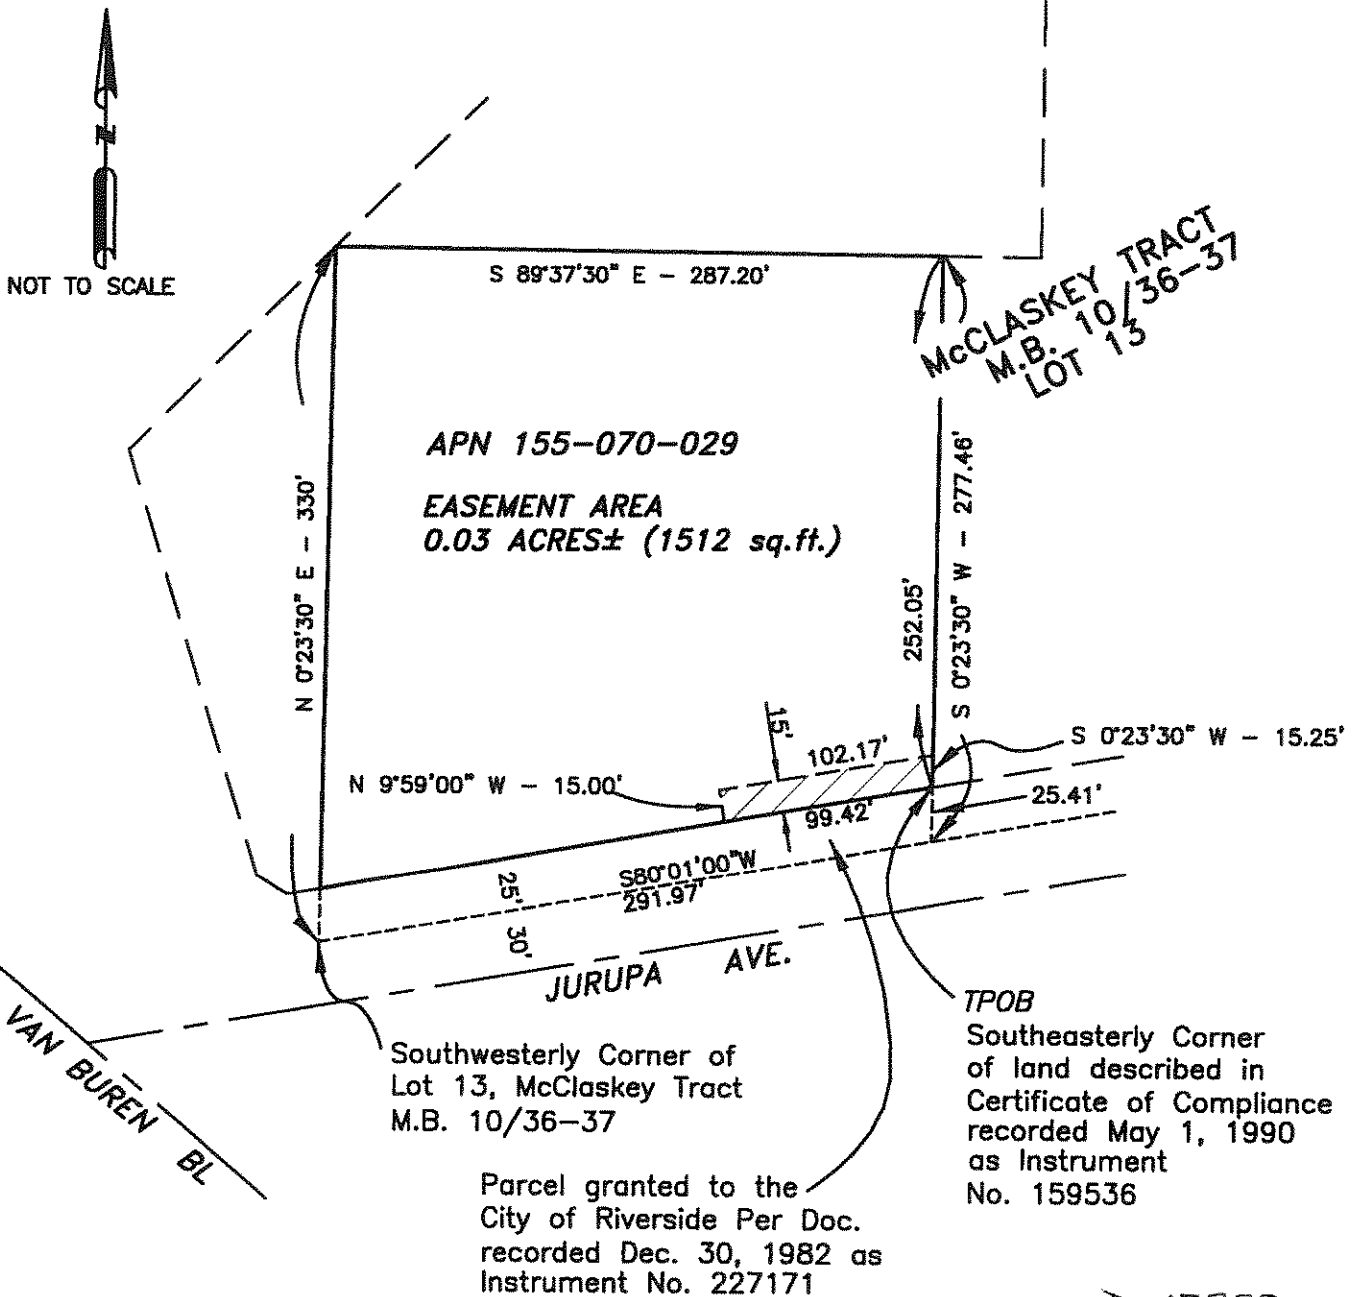 N
NOT TO SCALE
S 89°37'30" E – 287.20'
McCLASKEY TRACT
M.B. 10/36–37
LOT 13
APN 155–070–029
EASEMENT AREA
0.03 ACRES± (1512 sq.ft.)
N 0°23'30" E – 330'
252.05'
S 0°23'30" W – 277.46'
15'
102.17'
S 0°23'30" W – 15.25'
N 9°59'00" W – 15.00'
25.41'
99.42'
S80°01'00"W
291.97'
25'
30'
JURUPA AVE.
VAN BUREN BL
Southwesterly Corner of
Lot 13, McClaskey Tract
M.B. 10/36–37
TPOB
Southeasterly Corner
of land described in
Certificate of Compliance
recorded May 1, 1990
as Instrument
No. 159536
Parcel granted to the
City of Riverside Per Doc.
recorded Dec. 30, 1982 as
Instrument No. 227171